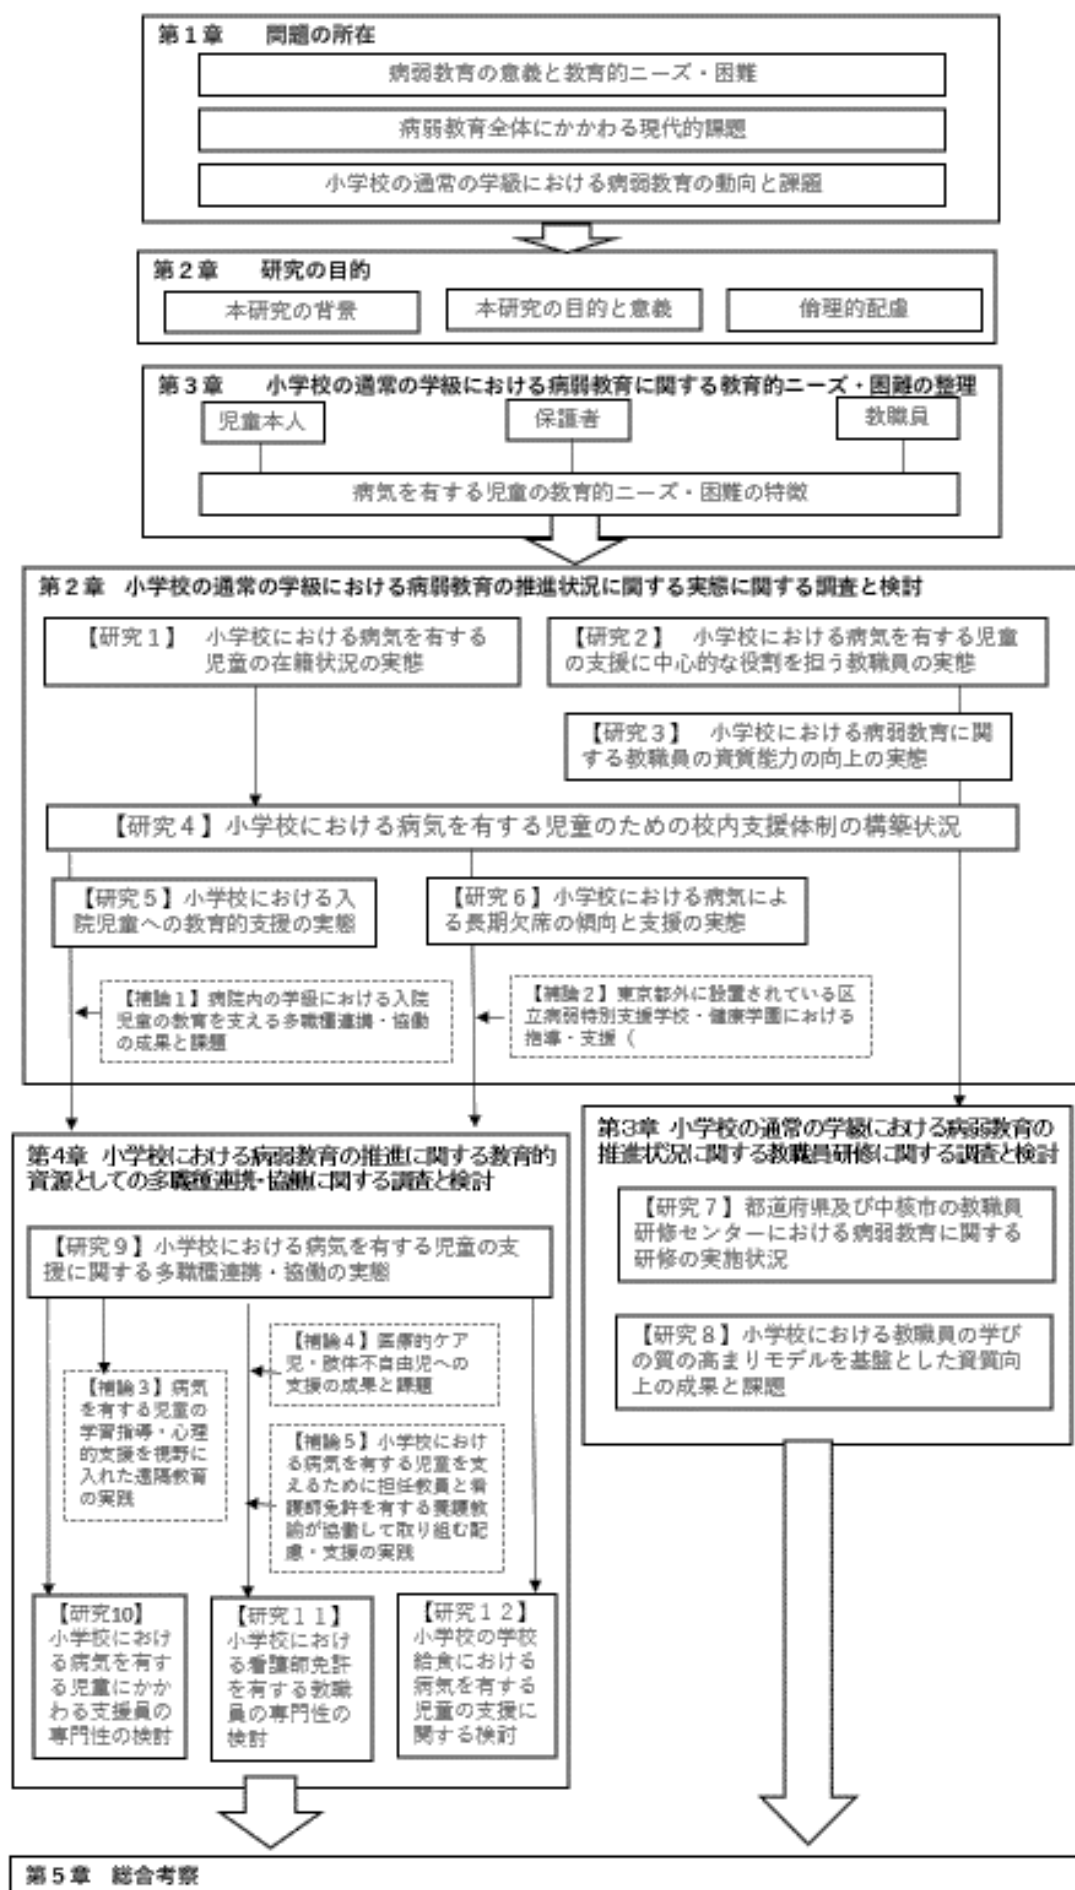 第１章　　問題の所在
病弱教育の意義と教育的ニーズ・困難
病弱教育全体にかかわる現代的課題
小学校の通常の学級における病弱教育の動向と課題
第２章　　研究の目的
本研究の背景
本研究の目的と意義
倫理的配慮
第３章　　小学校の通常の学級における病弱教育に関する教育的ニーズ・困難の整理
児童本人
保護者
教職員
病気を有する児童の教育的ニーズ・困難の特徴
第２章　小学校の通常の学級における病弱教育の推進状況に関する実態に関する調査と検討
【研究１】　小学校における病気を有する
児童の在籍状況の実態
【研究２】　小学校における病気を有する児童
の支援に中心的な役割を担う教職員の実態
【研究３】　小学校における病弱教育に関
する教職員の資質能力の向上の実態
【研究４】小学校における病気を有する児童のための校内支援体制の構築状況
【研究５】小学校における入
院児童への教育的支援の実態
【研究６】小学校における病気によ
る長期欠席の傾向と支援の実態
【補論１】病院内の学級における入院
児童の教育を支える多職種連携・協働
の成果と課題
【補論２】東京都外に設置されている区
立病弱特別支援学校・健康学園における
指導・支援（
第4章　小学校における病弱教育の推進に関する教育的
資源としての多職種連携・協働に関する調査と検討
【研究９】小学校における病気を有する児童の支
援に関する多職種連携・協働の実態
【補論４】医療的ケア
児・肢体不自由児への
支援の成果と課題
【補論３】病気
を有する児童の
学習指導・心理
的支援を視野に
入れた遠隔教育
の実践
【補論５】小学校におけ
る病気を有する児童を支
えるために担任教員と看
護師免許を有する養護教
諭が協働して取り組む配
慮・支援の実践
【研究10】
小学校におけ
る病気を有す
る児童にかか
わる支援員の
専門性の検討
【研究１１】
小学校におけ
る看護師免許
を有する教職
員の専門性の
検討
【研究１２】
小学校の学校
給食における
病気を有する
児童の支援に
関する検討
第3章 小学校の通常の学級における病弱教育の
推進状況に関する教職員研修に関する調査と検討
【研究７】都道府県及び中核市の教職員
研修センターにおける病弱教育に関する
研修の実施状況
【研究８】小学校における教職員の学び
の質の高まりモデルを基盤とした資質向
上の成果と課題
第５章　総合考察